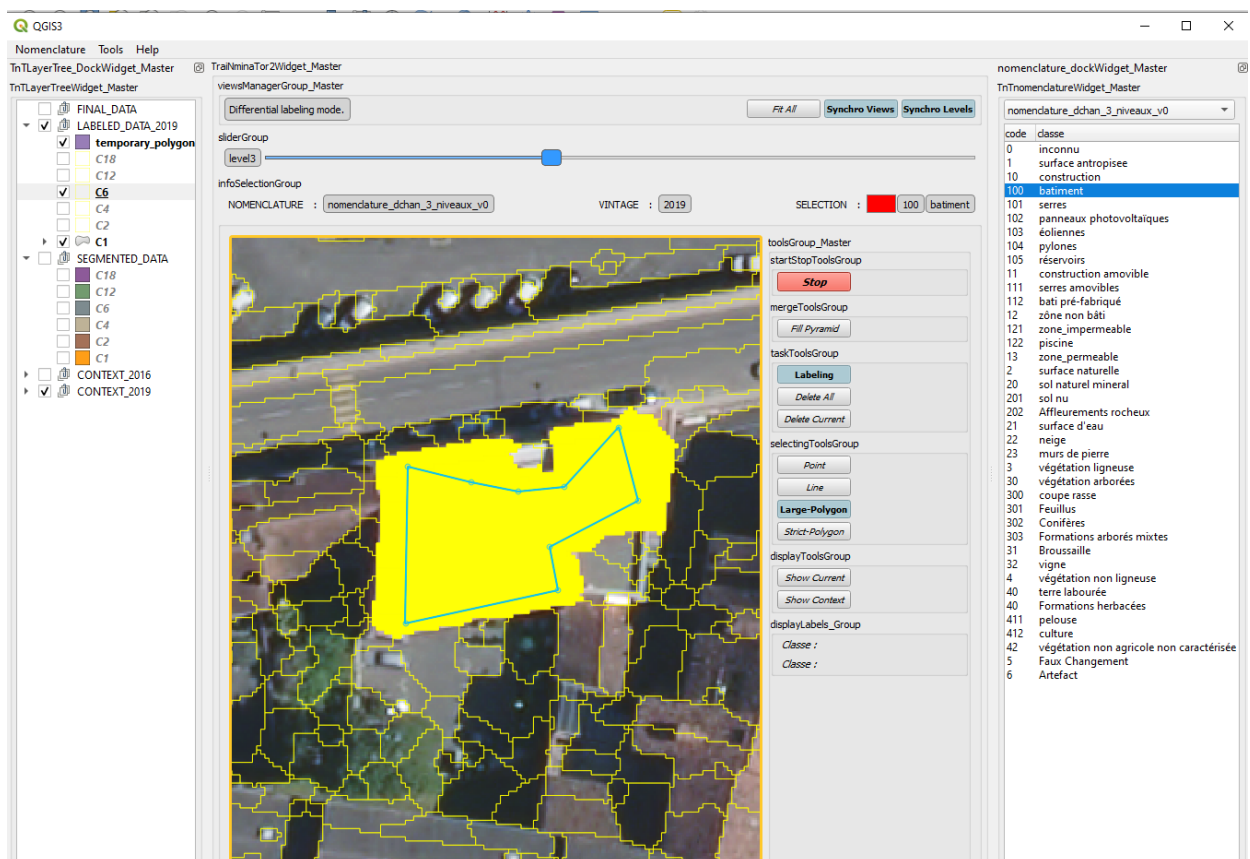 QGIS3
Nomenclature Tools Help
TnTLayerTree_DockWidget_Master
TnTLayerTreeWidget_Master
FINAL_DATA
LABELED_DATA_2019
temporary_polygon
C18
C12
C6
C4
C2
C1
SEGMENTED_DATA
C18
C12
C6
C4
C2
C1
CONTEXT_2016
CONTEXT_2019
TraiNminaTor2Widget_Master
viewsManagerGroup_Master
Differential labeling mode. Fit All Synchro Views Synchro Levels
sliderGroup
level3
infoSelectionGroup
NOMENCLATURE : nomenclature_dchan_3_niveaux_v0 VINTAGE : 2019 SELECTION : 100 batiment
toolsGroup_Master
startStopToolsGroup
Stop
mergeToolsGroup
Fill Pyramid
taskToolsGroup
Labeling
Delete All
Delete Current
selectingToolsGroup
Point
Line
Large-Polygon
Strict-Polygon
displayToolsGroup
Show Current
Show Context
displayLabels_Group
Classe :
Classe :
nomenclature_dockWidget_Master
TnTnomenclatureWidget_Master
nomenclature_dchan_3_niveaux_v0
code classe
0 inconnu
1 surface antropisee
10 construction
100 batiment
101 serres
102 panneaux photovoltaïques
103 éoliennes
104 pylones
105 réservoirs
11 construction amovible
111 serres amovibles
112 bati pré-fabriqué
12 zône non bâti
121 zone_impermeable
122 piscine
13 zone_permeable
2 surface naturelle
20 sol naturel mineral
201 sol nu
202 Affleurements rocheux
21 surface d'eau
22 neige
23 murs de pierre
3 végétation ligneuse
30 végétation arborées
300 coupe rasse
301 Feuillus
302 Conifères
303 Formations arborés mixtes
31 Broussaille
32 vigne
4 végétation non ligneuse
40 terre labourée
40 Formations herbacées
411 pelouse
412 culture
42 végétation non agricole non caractérisée
5 Faux Changement
6 Artefact